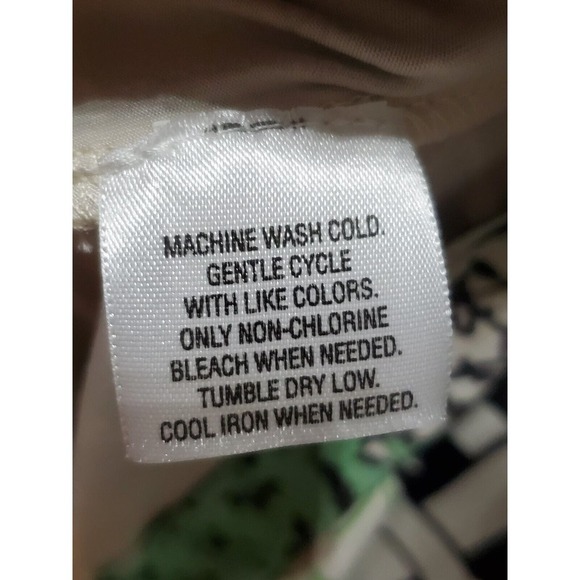 MACHINE WASH COLD.
GENTLE CYCLE
WITH LIKE COLORS.
ONLY NON-CHLORINE
BLEACH WHEN NEEDED.
TUMBLE DRY LOW.
COOL IRON WHEN NEEDED.